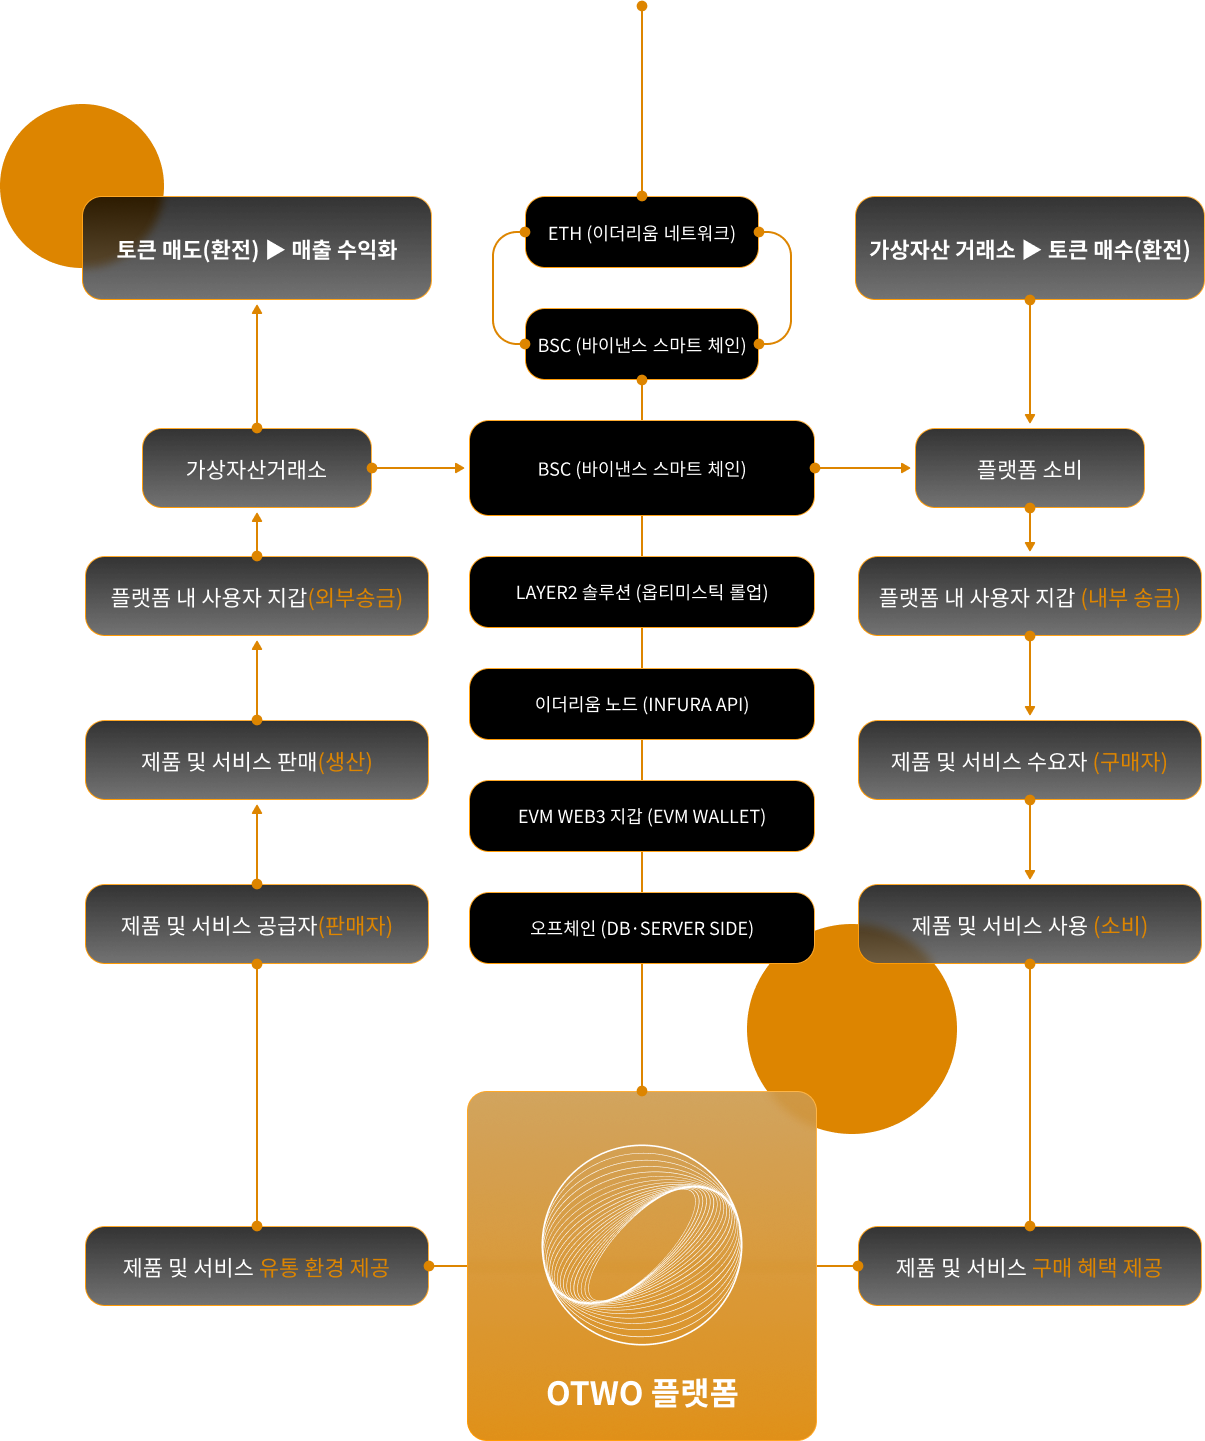 토큰 매도(환전) ▶ 매출 수익화
ETH (이더리움 네트워크)
가상자산 거래소 ▶ 토큰 매수(환전)
BSC (바이낸스 스마트 체인)
가상자산거래소
BSC (바이낸스 스마트 체인)
플랫폼 소비
플랫폼 내 사용자 지갑(외부송금)
LAYER2 솔루션 (옵티미스틱 롤업)
플랫폼 내 사용자 지갑 (내부 송금)
이더리움 노드 (INFURA API)
제품 및 서비스 판매(생산)
제품 및 서비스 수요자 (구매자)
EVM WEB3 지갑 (EVM WALLET)
제품 및 서비스 공급자(판매자)
오프체인 (DB·SERVER SIDE)
제품 및 서비스 사용 (소비)
제품 및 서비스 유통 환경 제공
제품 및 서비스 구매 혜택 제공
OTWO 플랫폼